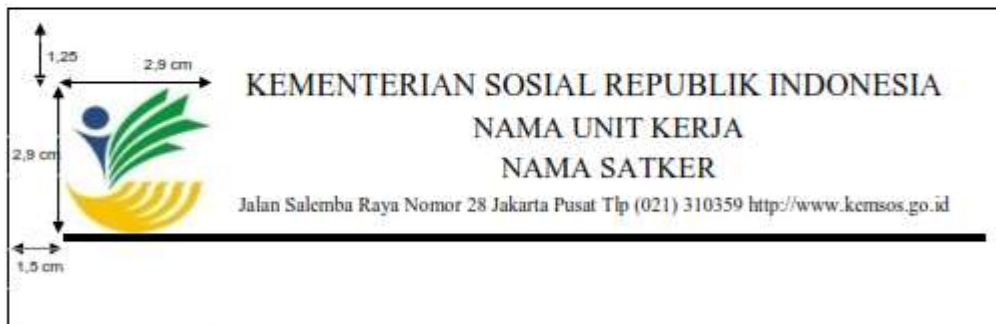 1,25
2,9 cm
KEMENTERIAN SOSIAL REPUBLIK INDONESIA
NAMA UNIT KERJA
2,9 cm
NAMA SATKER
Jalan Salemba Raya Nomor 28 Jakarta Pusat Tlp (021) 310359 http://www.kemsos.go.id
1,5 cm